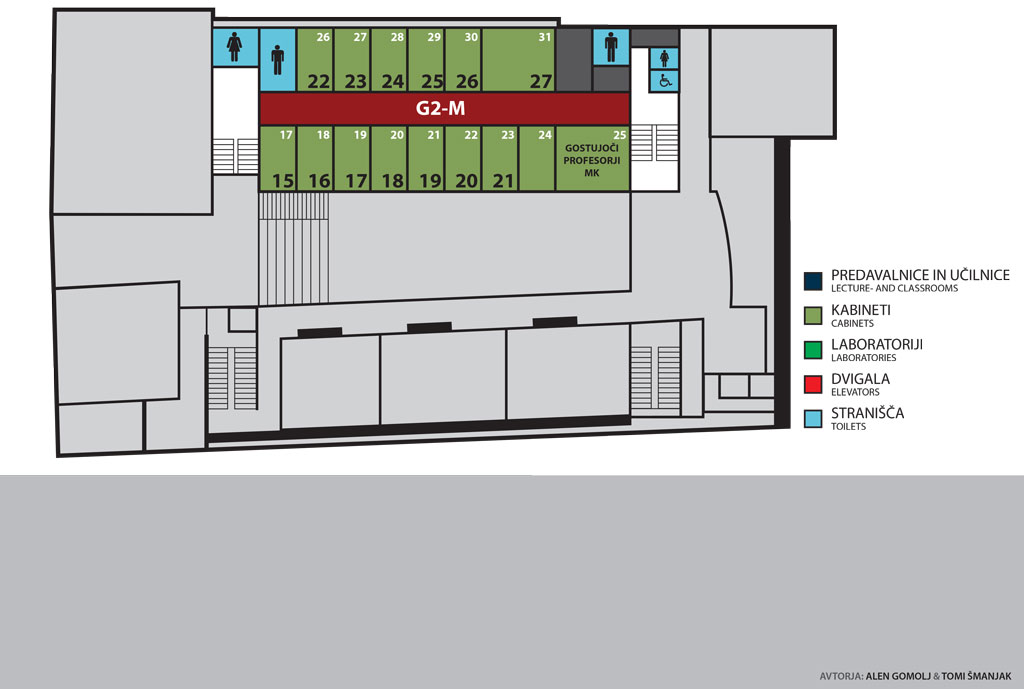 26 27 28 29 30 31
22 23 24 25 26 27
G2-M
17 18 19 20 21 22 23 24 25
GOSTUJOČI
PROFESORJI
MK
15 16 17 18 19 20 21
PREDAVALNICE IN UČILNICE
LECTURE- AND CLASSROOMS
KABINETI
CABINETS
LABORATORIJI
LABORATORIES
DVIGALA
ELEVATORS
STRANIŠČA
TOILETS
AVTORJA: ALEN GOMOLJ & TOMI ŠMANJAK